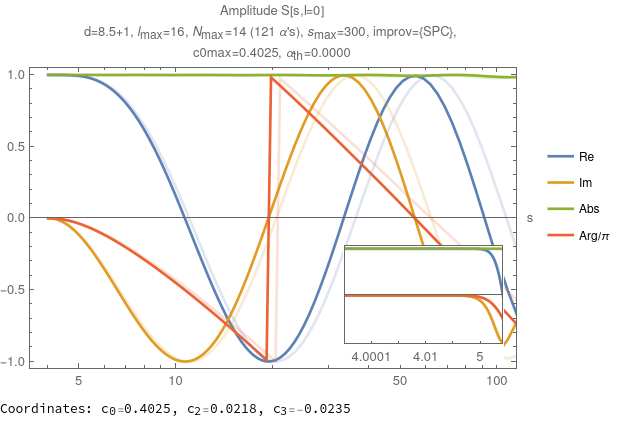 Amplitude S[s,l=0]
d=8.5+1, lmax=16, Nmax=14 (121 α's), smax=300, improv={SPC},
c0max=0.4025, αth=0.0000
1.0
0.5
0.0
−0.5
−1.0
s
Re
Im
Abs
Arg/π
4.0001 4.01 5
5 10 50 100
Coordinates: c0=0.4025, c2=0.0218, c3=-0.0235